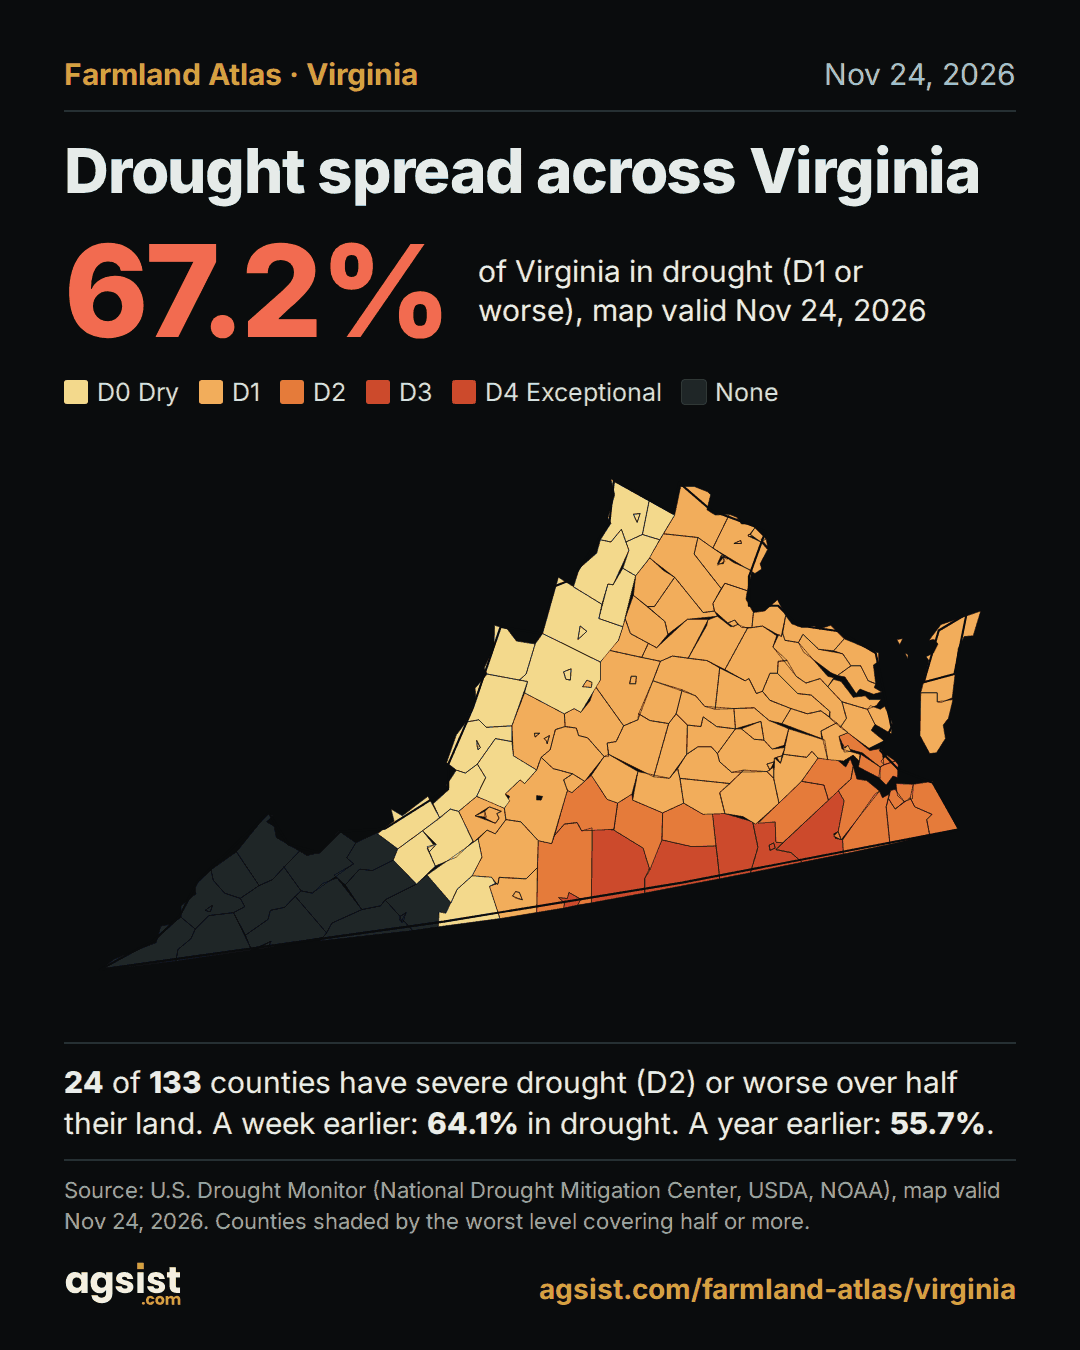 Farmland Atlas · Virginia
Nov 24, 2026
Drought spread across Virginia
67.2%
of Virginia in drought (D1 or
worse), map valid Nov 24, 2026
D0 Dry D1 D2 D3 D4 Exceptional None
24 of 133 counties have severe drought (D2) or worse over half
their land. A week earlier: 64.1% in drought. A year earlier: 55.7%.
Source: U.S. Drought Monitor (National Drought Mitigation Center, USDA, NOAA), map valid
Nov 24, 2026. Counties shaded by the worst level covering half or more.
agsist
.com
agsist.com/farmland-atlas/virginia